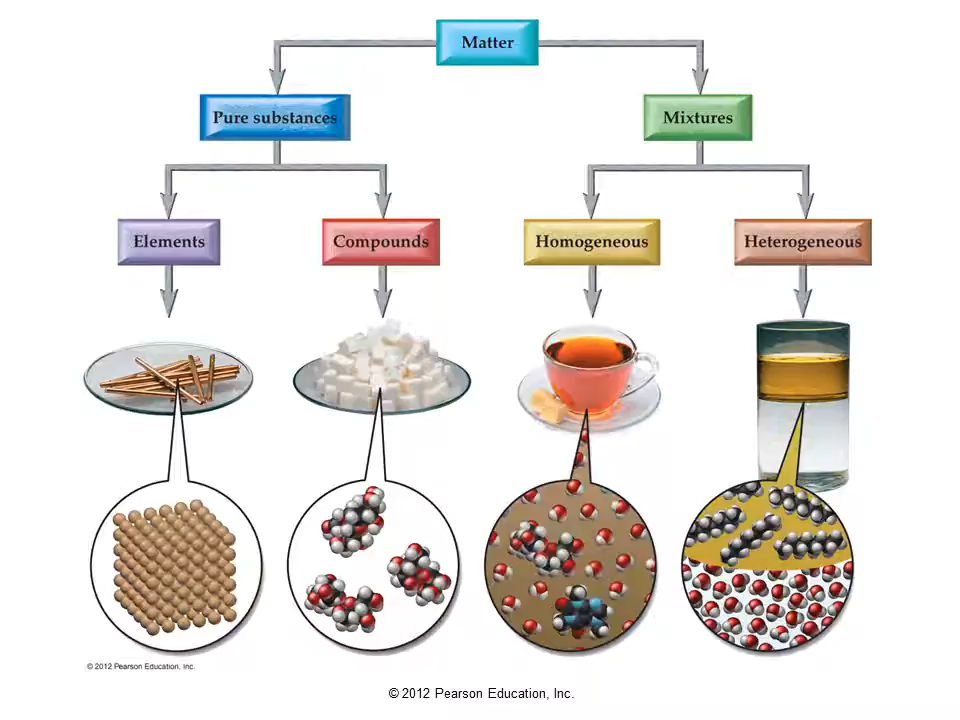 Matter
Pure substances
Mixtures
Elements
Compounds
Homogeneous
Heterogeneous
© 2012 Pearson Education, Inc.
© 2012 Pearson Education, Inc.